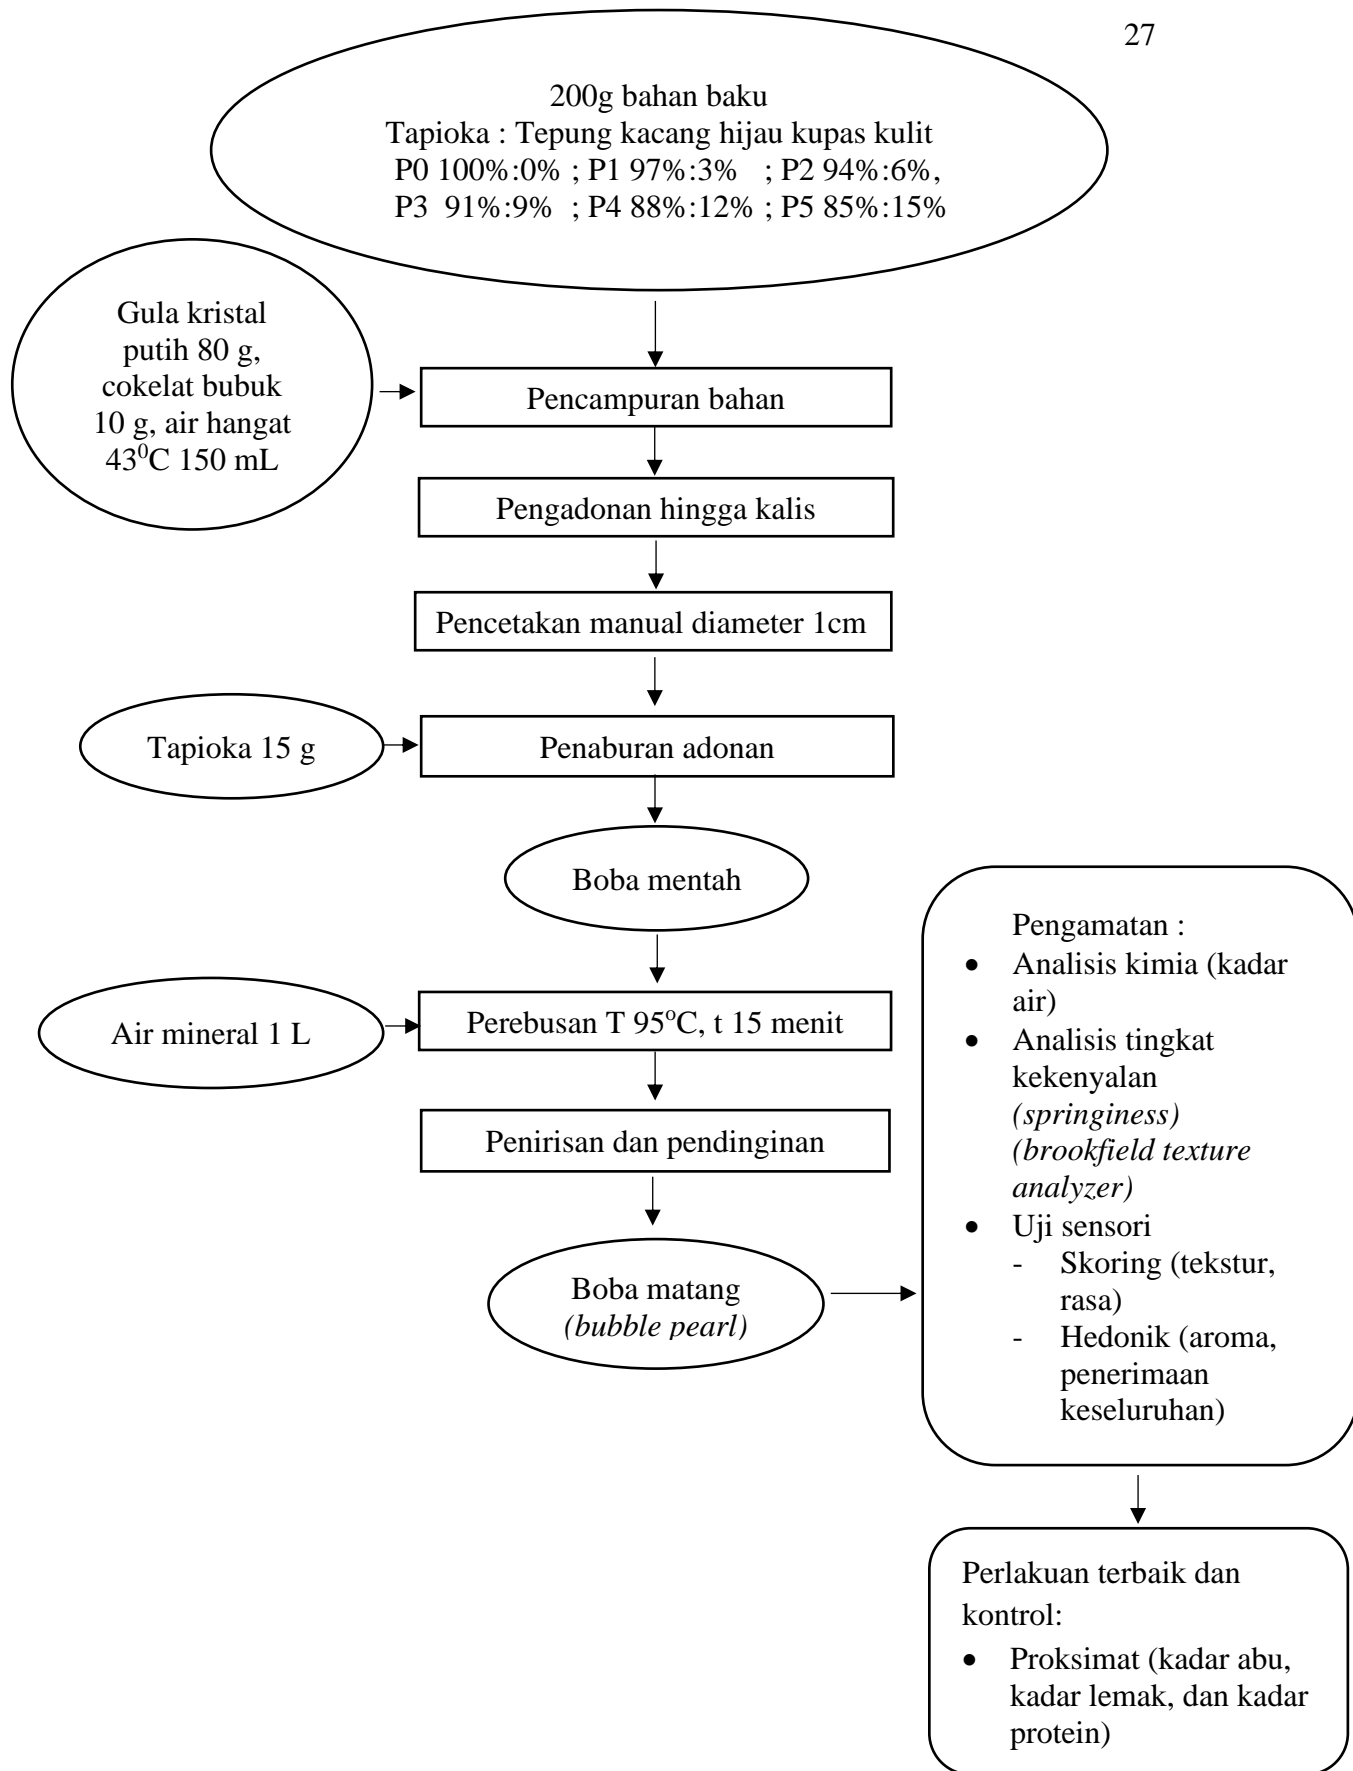 27
200g bahan baku
Tapioka : Tepung kacang hijau kupas kulit
P0 100%:0% ; P1 97%:3% ; P2 94%:6%,
P3 91%:9% ; P4 88%:12% ; P5 85%:15%
Gula kristal
putih 80 g,
cokelat bubuk
10 g, air hangat
43⁰C 150 mL
Pencampuran bahan
Pengadonan hingga kalis
Pencetakan manual diameter 1cm
Tapioka 15 g
Penaburan adonan
Boba mentah
Air mineral 1 L
Perebusan T 95°C, t 15 menit
Penirisan dan pendinginan
Boba matang
(bubble pearl)
Pengamatan :
• Analisis kimia (kadar
air)
• Analisis tingkat
kekenyalan
(springiness)
(brookfield texture
analyzer)
• Uji sensori
- Skoring (tekstur,
rasa)
- Hedonik (aroma,
penerimaan
keseluruhan)
Perlakuan terbaik dan
kontrol:
• Proksimat (kadar abu,
kadar lemak, dan kadar
protein)